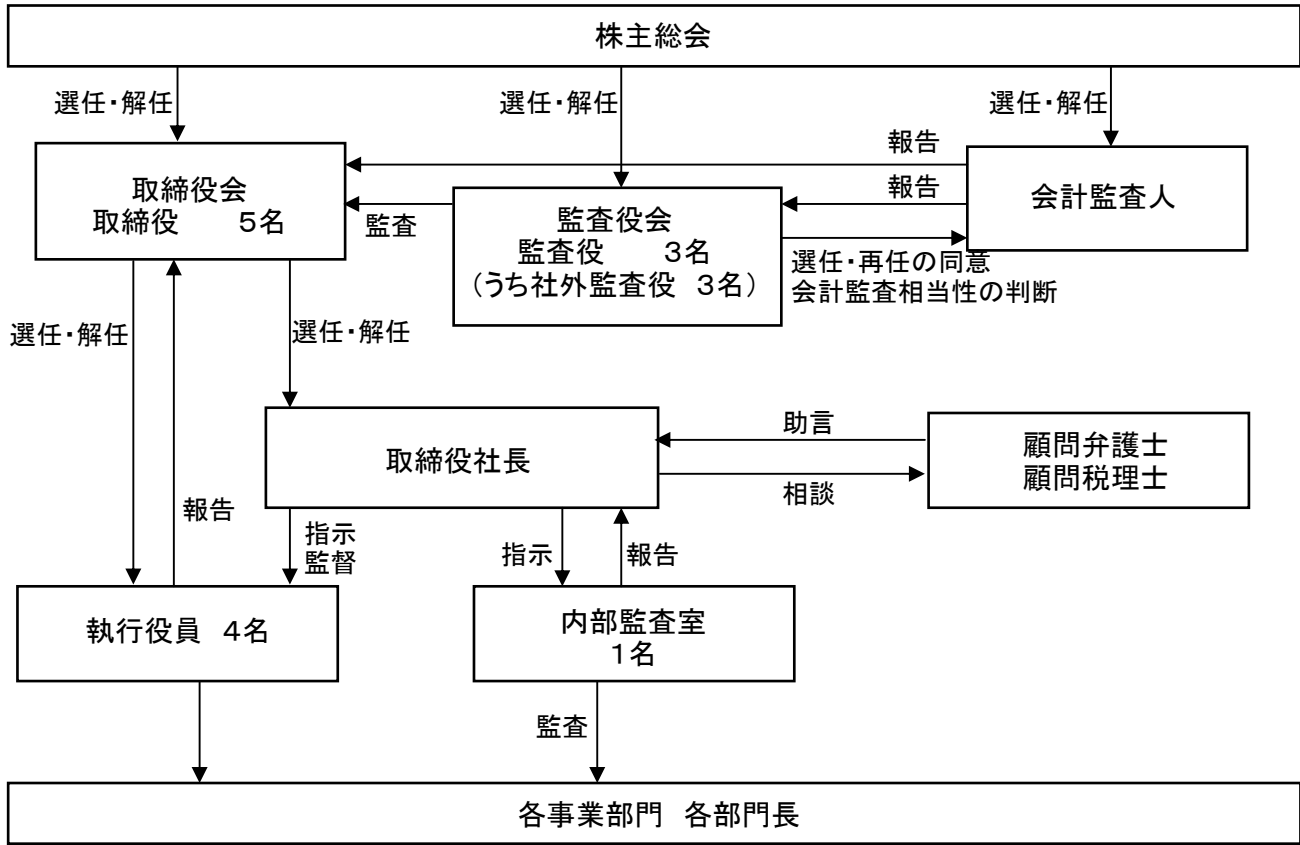 株主総会
選任・解任
選任・解任
選任・解任
報告
取締役会
取締役　　5名
監査
監査役会
監査役　　3名
（うち社外監査役　3名）
報告
会計監査人
選任・再任の同意
会計監査相当性の判断
選任・解任
選任・解任
取締役社長
助言
相談
顧問弁護士
顧問税理士
報告
指示
監督
指示
報告
執行役員　4名
内部監査室
1名
監査
各事業部門　各部門長